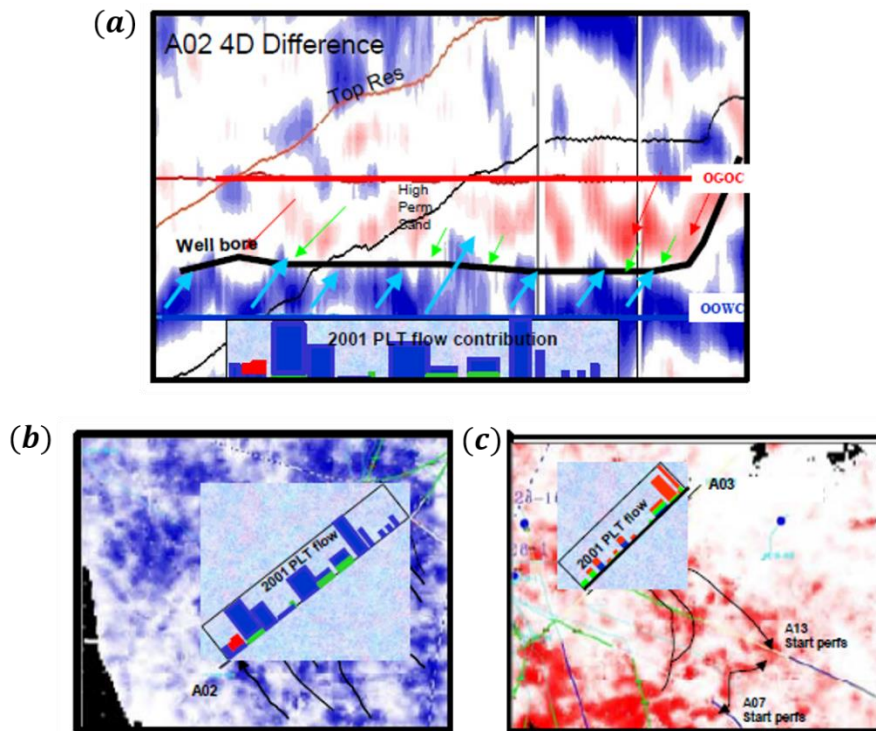 (a)
A02 4D Difference
Top Res
High
Perm
Sand
OGOC
Well bore
OOWC
2001 PLT flow contribution
(b)
2001 PLT flow
A02
(c)
A03
2001 PLT flow
A13
Start perfs
A07
Start perfs